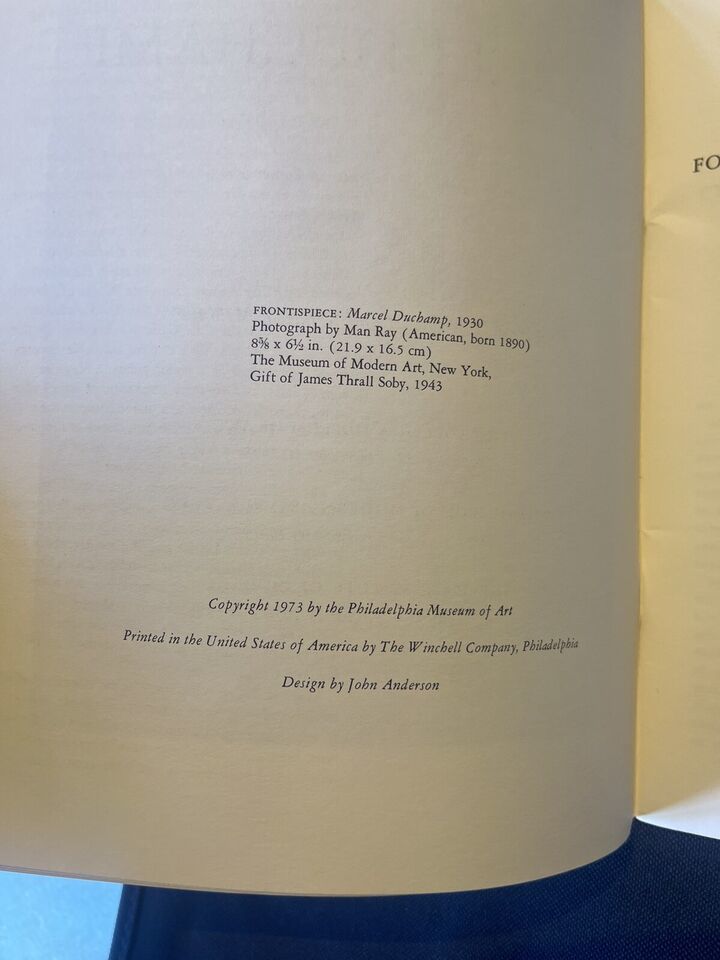 FRONTISPIECE: Marcel Duchamp, 1930
Photograph by Man Ray (American, born 1890)
8⅝ x 6½ in. (21.9 x 16.5 cm)
The Museum of Modern Art, New York,
Gift of James Thrall Soby, 1943
Copyright 1973 by the Philadelphia Museum of Art
Printed in the United States of America by The Winchell Company, Philadelphia
Design by John Anderson
FO